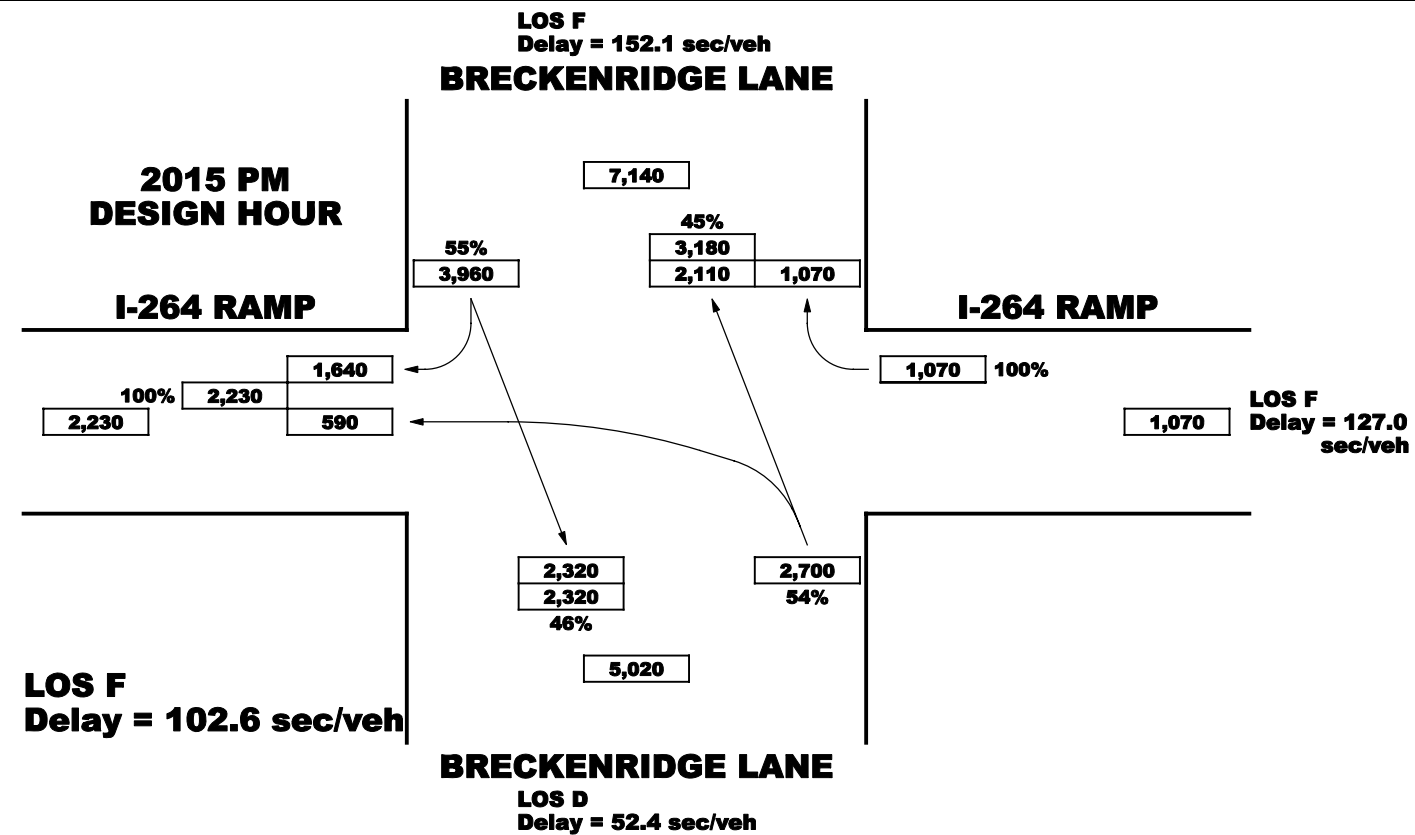 LOS F
Delay = 152.1 sec/veh
BRECKENRIDGE LANE
7,140
2015 PM
DESIGN HOUR
45%
55%
3,180
3,960
2,110 1,070
I-264 RAMP
I-264 RAMP
1,640
1,070 100%
100% 2,230
2,230
590
1,070
LOS F
Delay = 127.0
sec/veh
2,320
2,700
2,320
54%
46%
5,020
LOS F
Delay = 102.6 sec/veh
BRECKENRIDGE LANE
LOS D
Delay = 52.4 sec/veh